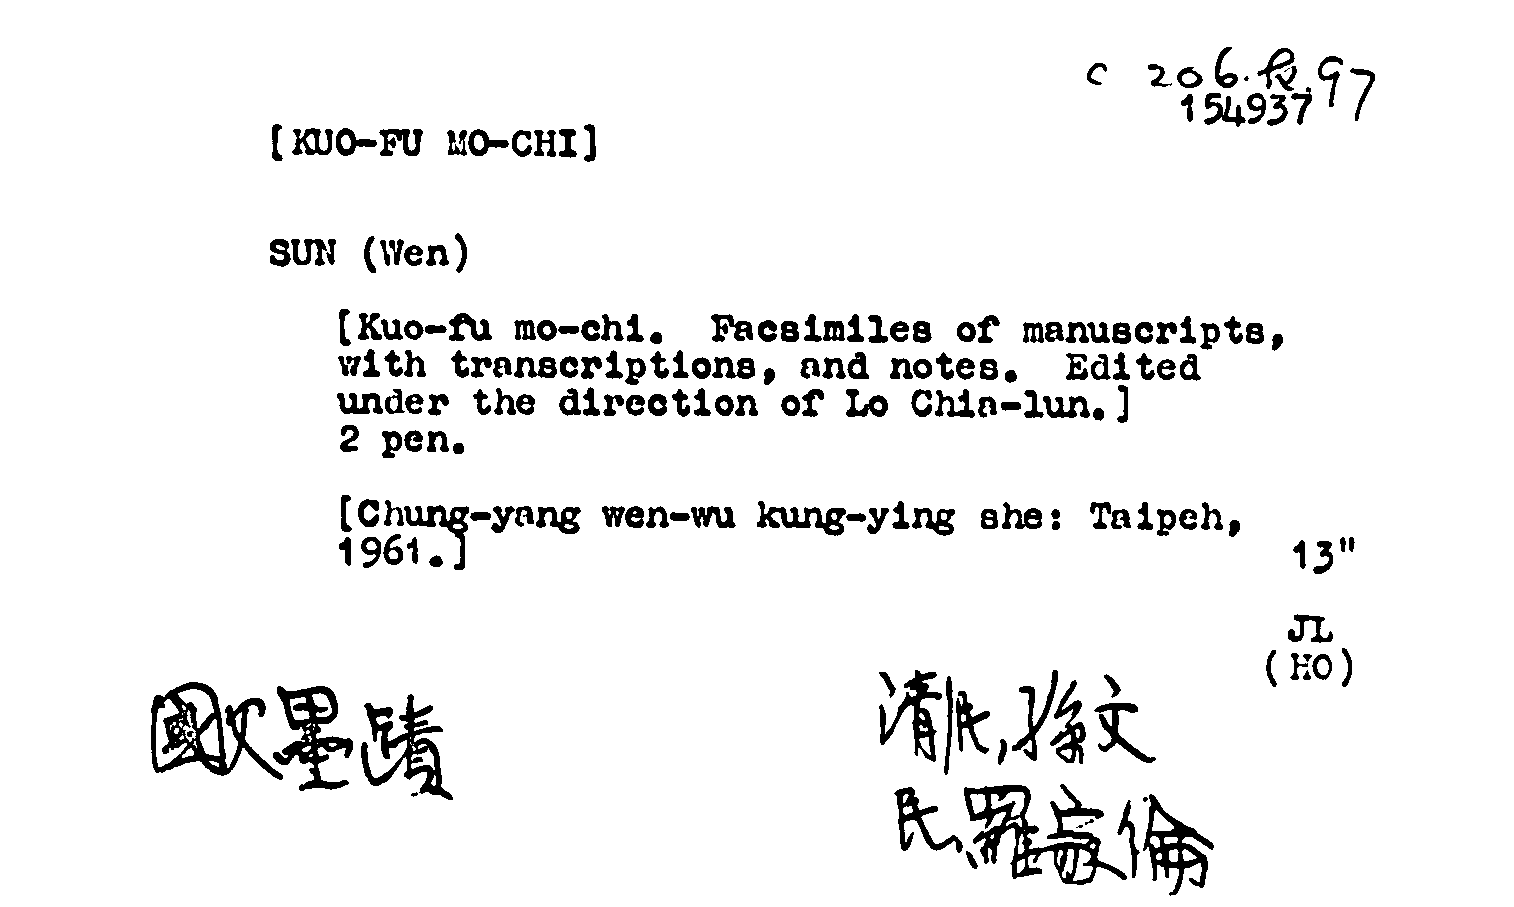 C 206. 97
154937
[KUO-FU MO-CHI]
SUN (Wen)
[Kuo-fu mo-chi. Facsimiles of manuscripts,
with transcriptions, and notes. Edited
under the direction of Lo Chia-lun.]
2 pen.
[Chung-yang wen-wu kung-ying she: Taipeh,
1961.]
13"
JL
(HO)
國父墨蹟
清/民, 孫文
民, 羅家倫